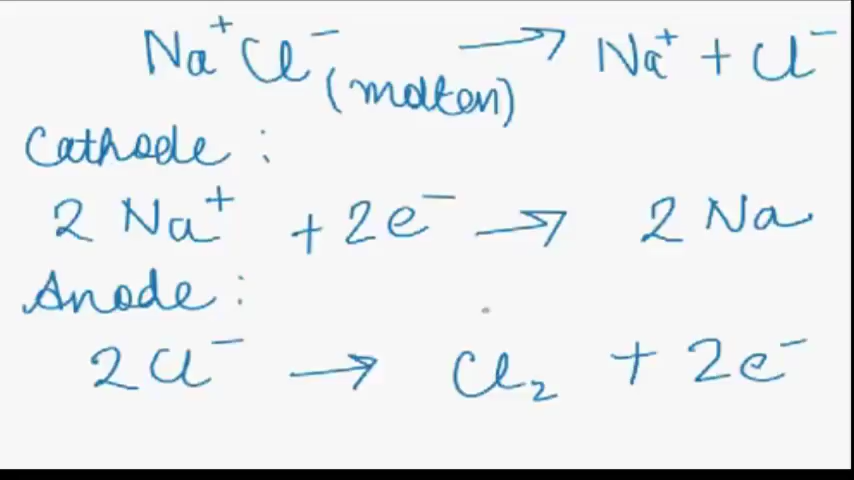 Na⁺Cl⁻ (molten) → Na⁺ + Cl⁻
Cathode :
2 Na⁺ + 2e⁻ → 2 Na
Anode :
2Cl⁻ → Cl₂ + 2e⁻